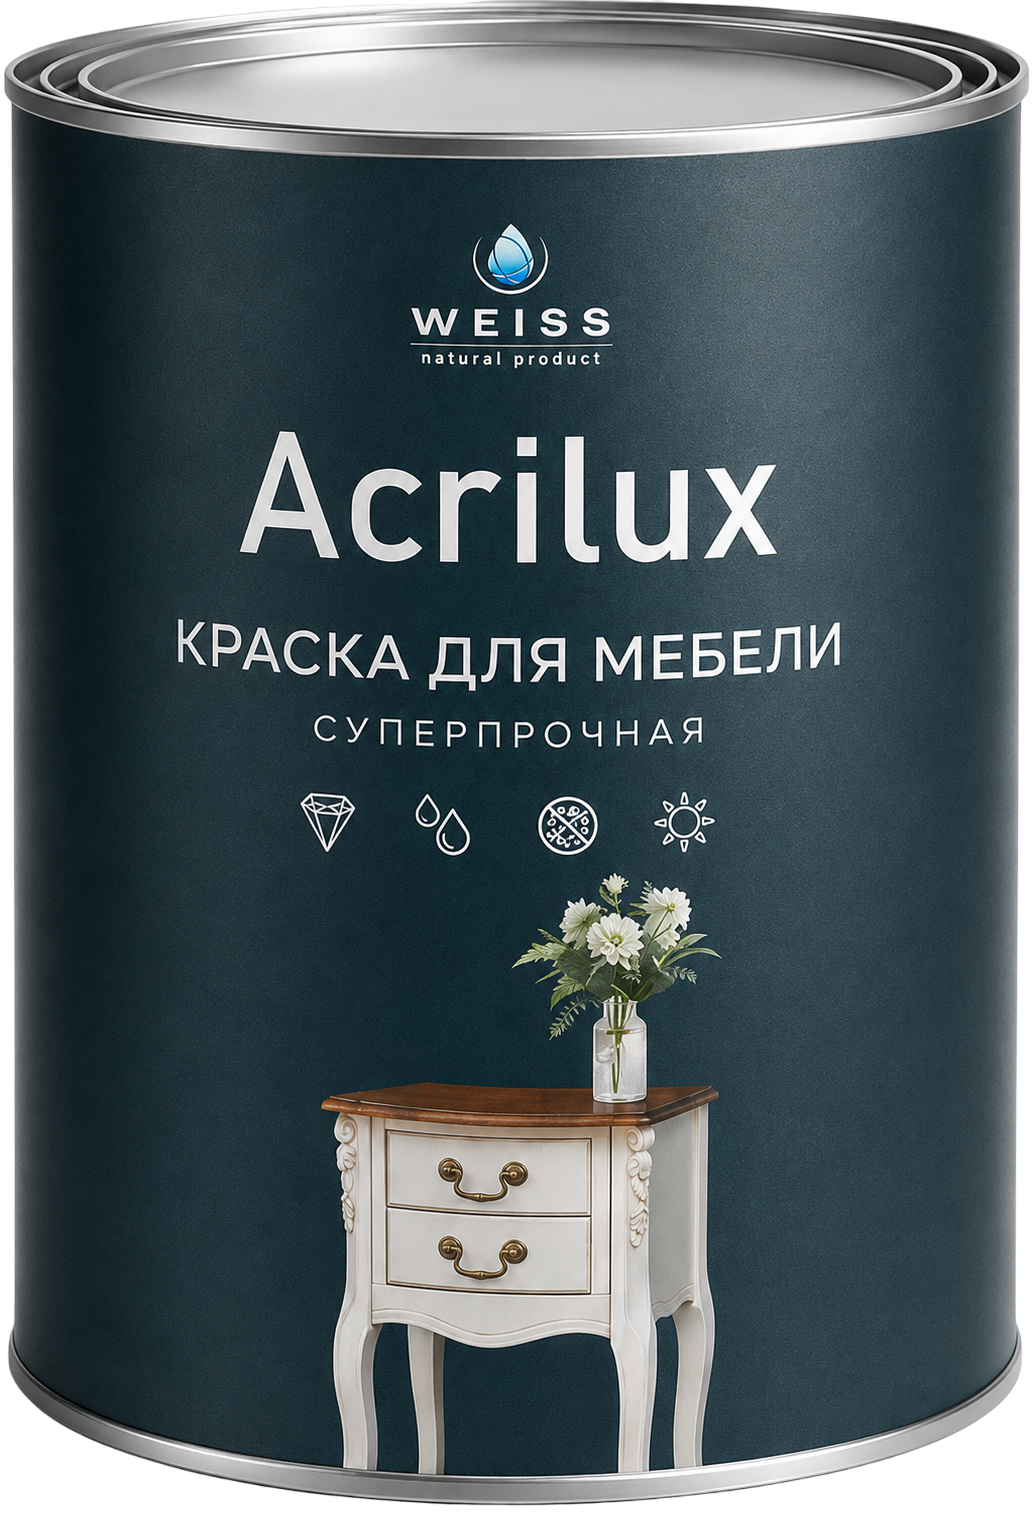 WEISS
natural product
Acrilux
КРАСКА ДЛЯ МЕБЕЛИ
СУПЕРПРОЧНАЯ